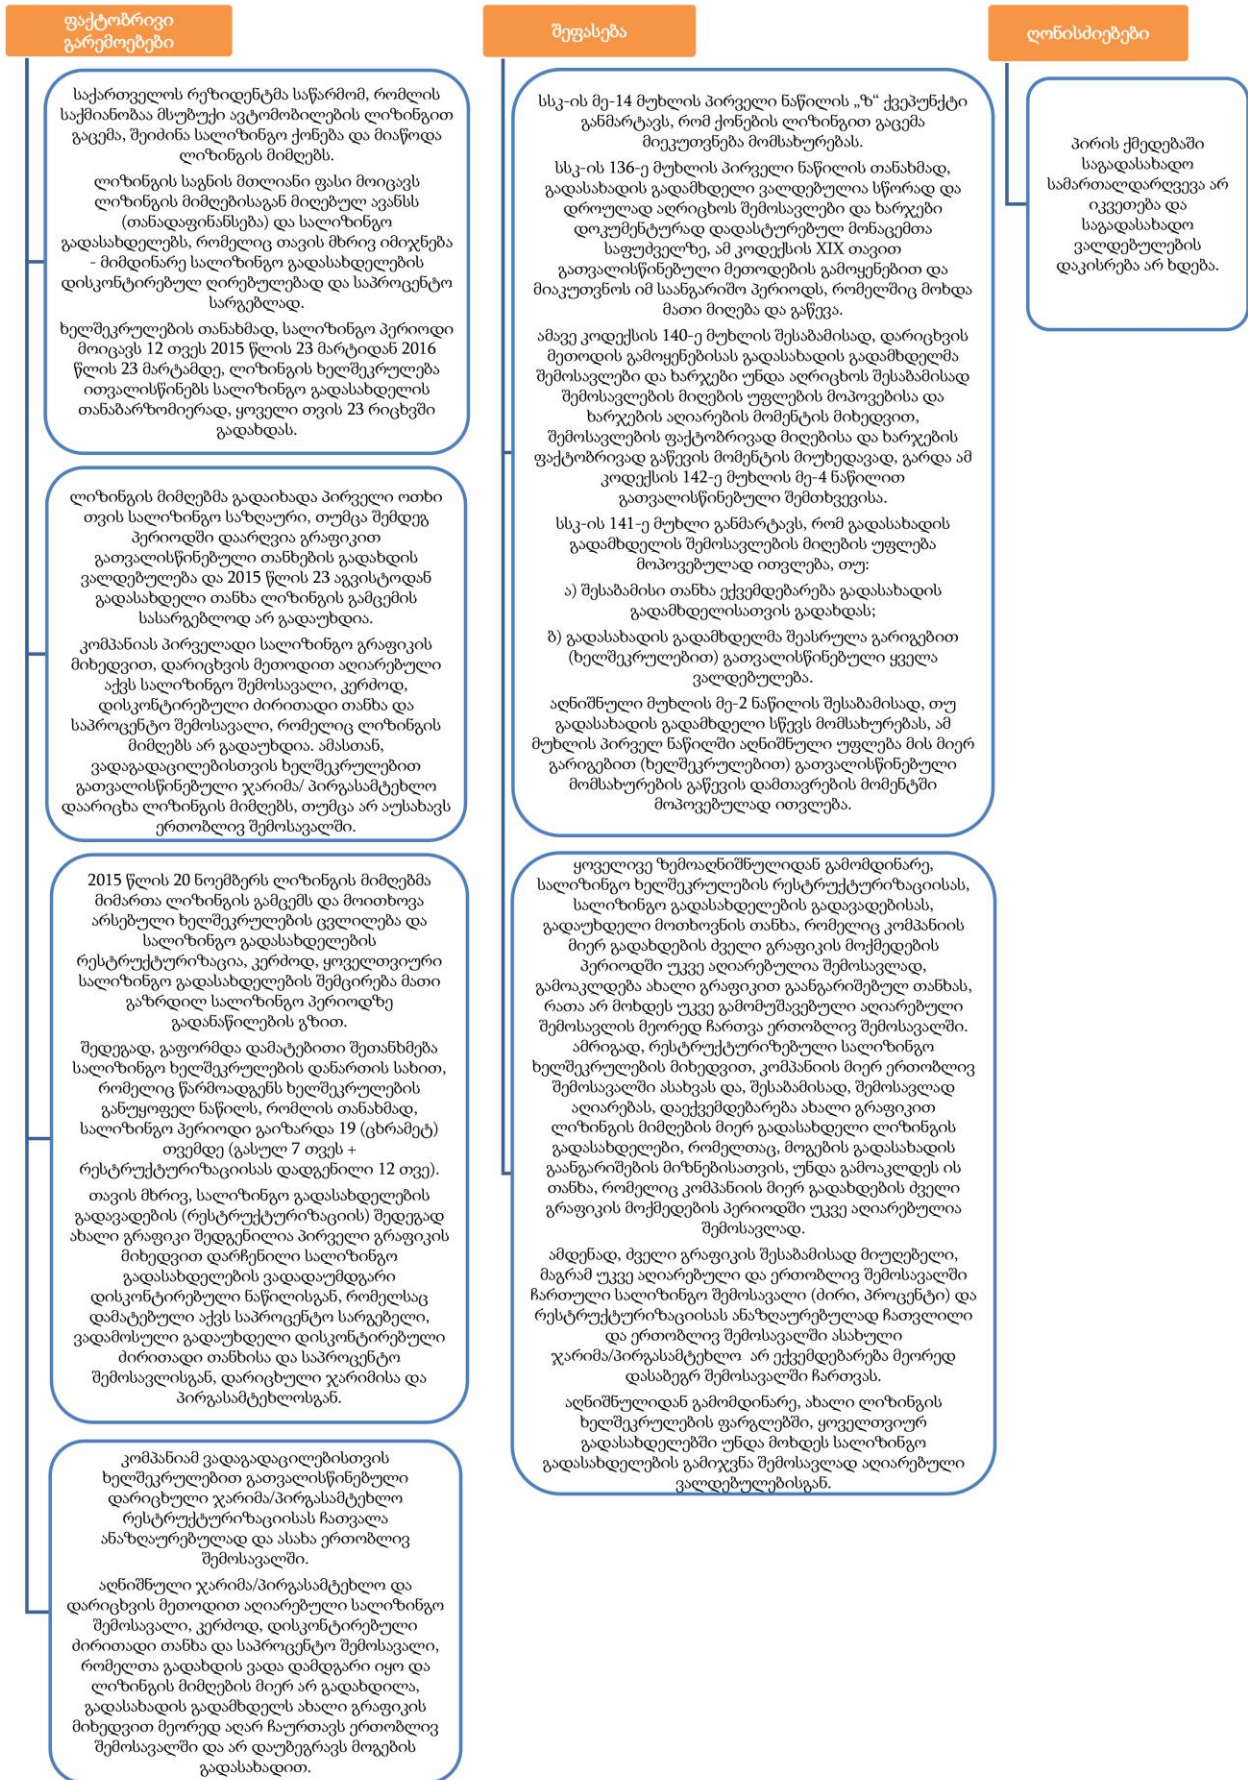 ფაქტობრივი
გარემოებები
საქართველოს რეზიდენტმა საწარმომ, რომლის
საქმიანობაა მსუბუქი ავტომობილების ლიზინგით
გაცემა, შეიძინა სალიზინგო ქონება და მიაწოდა
ლიზინგის მიმღებს.
ლიზინგის საგნის მთლიანი ფასი მოიცავს
ლიზინგის მიმღებისაგან მიღებულ ავანსს
(თანადაფინანსება) და სალიზინგო
გადასახდელებს, რომელიც თავის მხრივ იმიჯნება
- მიმდინარე სალიზინგო გადასახდელების
დისკონტირებულ ღირებულებად და საპროცენტო
სარგებლად.
ხელშეკრულების თანახმად, სალიზინგო პერიოდი
მოიცავს 12 თვეს 2015 წლის 23 მარტიდან 2016
წლის 23 მარტამდე, ლიზინგის ხელშეკრულება
ითვალისწინებს სალიზინგო გადასახდელის
თანაბარზომიერად, ყოველი თვის 23 რიცხვში
გადახდას.
ლიზინგის მიმღებმა გადაიხადა პირველი ოთხი
თვის სალიზინგო საზღაური, თუმცა შემდეგ
პერიოდში დაარღვია გრაფიკით
გათვალისწინებული თანხების გადახდის
ვალდებულება და 2015 წლის 23 აგვისტოდან
გადასახდელი თანხა ლიზინგის გამცემის
სასარგებლოდ არ გადაუხდია.
კომპანიას პირველადი სალიზინგო გრაფიკის
მიხედვით, დარიცხვის მეთოდით აღიარებული
აქვს სალიზინგო შემოსავალი, კერძოდ,
დისკონტირებული ძირითადი თანხა და
საპროცენტო შემოსავალი, რომელიც ლიზინგის
მიმღებს არ გადაუხდია. ამასთან,
ვადაგადაცილებისთვის ხელშეკრულებით
გათვალისწინებული ჯარიმა/ პირგასამტეხლო
დაარიცხა ლიზინგის მიმღებს, თუმცა არ აუსახავს
ერთობლივ შემოსავალში.
2015 წლის 20 ნოემბერს ლიზინგის მიმღებმა
მიმართა ლიზინგის გამცემს და მოითხოვა
არსებული ხელშეკრულების ცვლილება და
სალიზინგო გადასახდელების
რესტრუქტურიზაცია, კერძოდ, ყოველთვიური
სალიზინგო გადასახდელების შემცირება მათი
გაზრდილ სალიზინგო პერიოდზე
გადანაწილების გზით.
შედეგად, გაფორმდა დამატებითი შეთანხმება
სალიზინგო ხელშეკრულების დანართის სახით,
რომელიც წარმოადგენს ხელშეკრულების
განუყოფელ ნაწილს, რომლის თანახმად,
სალიზინგო პერიოდი გაიზარდა 19 (ცხრამეტ)
თვემდე (გასულ 7 თვეს +
რესტრუქტურიზაციისას დადგენილი 12 თვე).
თავის მხრივ, სალიზინგო გადასახდელების
გადავადების (რესტრუქტურიზაციის) შედეგად
ახალი გრაფიკი შედგენილია პირველი გრაფიკის
მიხედვით დარჩენილი სალიზინგო
გადასახდელების ვადადაუმდგარი
დისკონტირებული ნაწილისგან, რომელსაც
დამატებული აქვს საპროცენტო სარგებელი,
ვადამოსული გადაუხდელი დისკონტირებული
ძირითადი თანხისა და საპროცენტო
შემოსავლისგან, დარიცხული ჯარიმისა და
პირგასამტეხლოსგან.
კომპანიამ ვადაგადაცილებისთვის
ხელშეკრულებით გათვალისწინებული
დარიცხული ჯარიმა/პირგასამტეხლო
რესტრუქტურიზაციისას ჩათვალა
ანაზღაურებულად და ასახა ერთობლივ
შემოსავალში.
აღნიშნული ჯარიმა/პირგასამტეხლო და
დარიცხვის მეთოდით აღიარებული სალიზინგო
შემოსავალი, კერძოდ, დისკონტირებული
ძირითადი თანხა და საპროცენტო შემოსავალი,
რომელთა გადახდის ვადა დამდგარი იყო და
ლიზინგის მიმღების მიერ არ გადახდილა,
გადასახადის გადამხდელს ახალი გრაფიკის
მიხედვით მეორედ აღარ ჩაურთავს ერთობლივ
შემოსავალში და არ დაუბეგრავს მოგების
გადასახადით.
შეფასება
სსკ-ის მე-14 მუხლის პირველი ნაწილის „ზ“ ქვეპუნქტი
განმარტავს, რომ ქონების ლიზინგით გაცემა
მიეკუთვნება მომსახურებას.
სსკ-ის 136-ე მუხლის პირველი ნაწილის თანახმად,
გადასახადის გადამხდელი ვალდებულია სწორად და
დროულად აღრიცხოს შემოსავლები და ხარჯები
დოკუმენტურად დადასტურებულ მონაცემთა
საფუძველზე, ამ კოდექსის XIX თავით
გათვალისწინებული მეთოდების გამოყენებით და
მიაკუთვნოს იმ საანგარიშო პერიოდს, რომელშიც მოხდა
მათი მიღება და გაწევა.
ამავე კოდექსის 140-ე მუხლის შესაბამისად, დარიცხვის
მეთოდის გამოყენებისას გადასახადის გადამხდელმა
შემოსავლები და ხარჯები უნდა აღრიცხოს შესაბამისად
შემოსავლების მიღების უფლების მოპოვებისა და
ხარჯების აღიარების მომენტის მიხედვით,
შემოსავლების ფაქტობრივად მიღებისა და ხარჯების
ფაქტობრივად გაწევის მომენტის მიუხედავად, გარდა ამ
კოდექსის 142-ე მუხლის მე-4 ნაწილით
გათვალისწინებული შემთხვევისა.
სსკ-ის 141-ე მუხლი განმარტავს, რომ გადასახადის
გადამხდელის შემოსავლების მიღების უფლება
მოპოვებულად ითვლება, თუ:
ა) შესაბამისი თანხა ექვემდებარება გადასახადის
გადამხდელისათვის გადახდას;
ბ) გადასახადის გადამხდელმა შეასრულა გარიგებით
(ხელშეკრულებით) გათვალისწინებული ყველა
ვალდებულება.
აღნიშნული მუხლის მე-2 ნაწილის შესაბამისად, თუ
გადასახადის გადამხდელი სწევს მომსახურებას, ამ
მუხლის პირველ ნაწილში აღნიშნული უფლება მის მიერ
გარიგებით (ხელშეკრულებით) გათვალისწინებული
მომსახურების გაწევის დამთავრების მომენტში
მოპოვებულად ითვლება.
ყოველივე ზემოაღნიშნულიდან გამომდინარე,
სალიზინგო ხელშეკრულების რესტრუქტურიზაციისას,
სალიზინგო გადასახდელების გადავადებისას,
გადაუხდელი მოთხოვნის თანხა, რომელიც კომპანიის
მიერ გადახდების ძველი გრაფიკის მოქმედების
პერიოდში უკვე აღიარებულია შემოსავლად,
გამოაკლდება ახალი გრაფიკით გაანგარიშებულ თანხას,
რათა არ მოხდეს უკვე გამომუშავებული აღიარებული
შემოსავლის მეორედ ჩართვა ერთობლივ შემოსავალში.
ამრიგად, რესტრუქტურიზებული სალიზინგო
ხელშეკრულების მიხედვით, კომპანიის მიერ ერთობლივ
შემოსავალში ასახვას და, შესაბამისად, შემოსავლად
აღიარებას, დაექვემდებარება ახალი გრაფიკით
ლიზინგის მიმღების მიერ გადასახდელი ლიზინგის
გადასახდელები, რომელთაც, მოგების გადასახადის
გაანგარიშების მიზნებისათვის, უნდა გამოაკლდეს ის
თანხა, რომელიც კომპანიის მიერ გადახდების ძველი
გრაფიკის მოქმედების პერიოდში უკვე აღიარებულია
შემოსავლად.
ამდენად, ძველი გრაფიკის შესაბამისად მიუღებელი,
მაგრამ უკვე აღიარებული და ერთობლივ შემოსავალში
ჩართული სალიზინგო შემოსავალი (ძირი, პროცენტი) და
რესტრუქტურიზაციისას ანაზღაურებულად ჩათვლილი
და ერთობლივ შემოსავალში ასახული
ჯარიმა/პირგასამტეხლო არ ექვემდებარება მეორედ
დასაბეგრ შემოსავალში ჩართვას.
აღნიშნულიდან გამომდინარე, ახალი ლიზინგის
ხელშეკრულების ფარგლებში, ყოველთვიურ
გადასახდელებში უნდა მოხდეს სალიზინგო
გადასახდელების გამიჯვნა შემოსავლად აღიარებული
ვალდებულებისგან.
ღონისძიებები
პირის ქმედებაში
საგადასახადო
სამართალდარღვევა არ
იკვეთება და
საგადასახადო
ვალდებულების
დაკისრება არ ხდება.